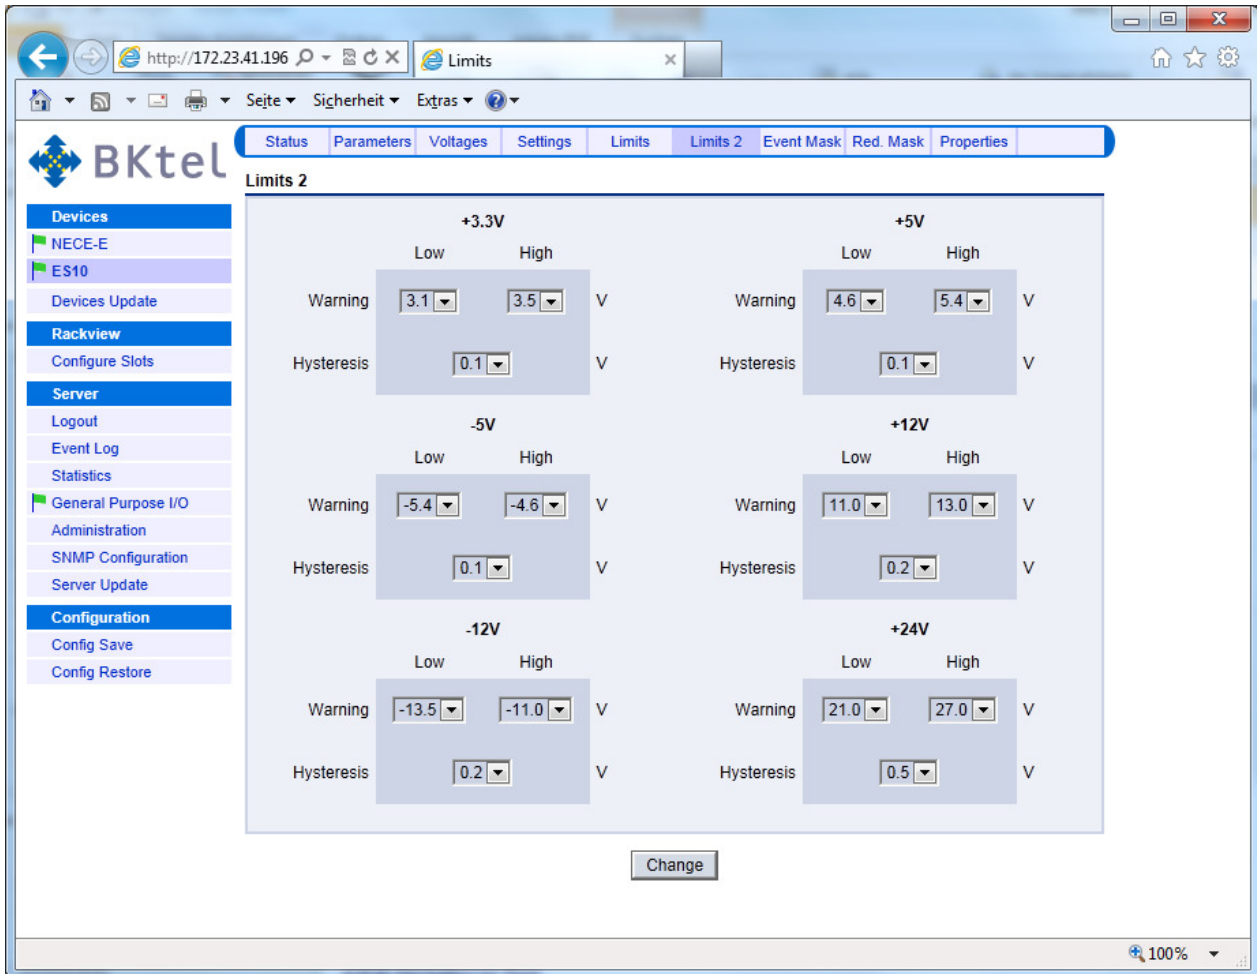 http://172.23.41.196
Limits
Seite Sicherheit Extras
BKtel
Status Parameters Voltages Settings Limits Limits 2 Event Mask Red. Mask Properties
Limits 2
Devices
NECE-E
ES10
Devices Update
Rackview
Configure Slots
Server
Logout
Event Log
Statistics
General Purpose I/O
Administration
SNMP Configuration
Server Update
Configuration
Config Save
Config Restore
+3.3V
Low High
Warning 3.1 3.5 V
Hysteresis 0.1 V
+5V
Low High
Warning 4.6 5.4 V
Hysteresis 0.1 V
-5V
Low High
Warning -5.4 -4.6 V
Hysteresis 0.1 V
+12V
Low High
Warning 11.0 13.0 V
Hysteresis 0.2 V
-12V
Low High
Warning -13.5 -11.0 V
Hysteresis 0.2 V
+24V
Low High
Warning 21.0 27.0 V
Hysteresis 0.5 V
Change
100%